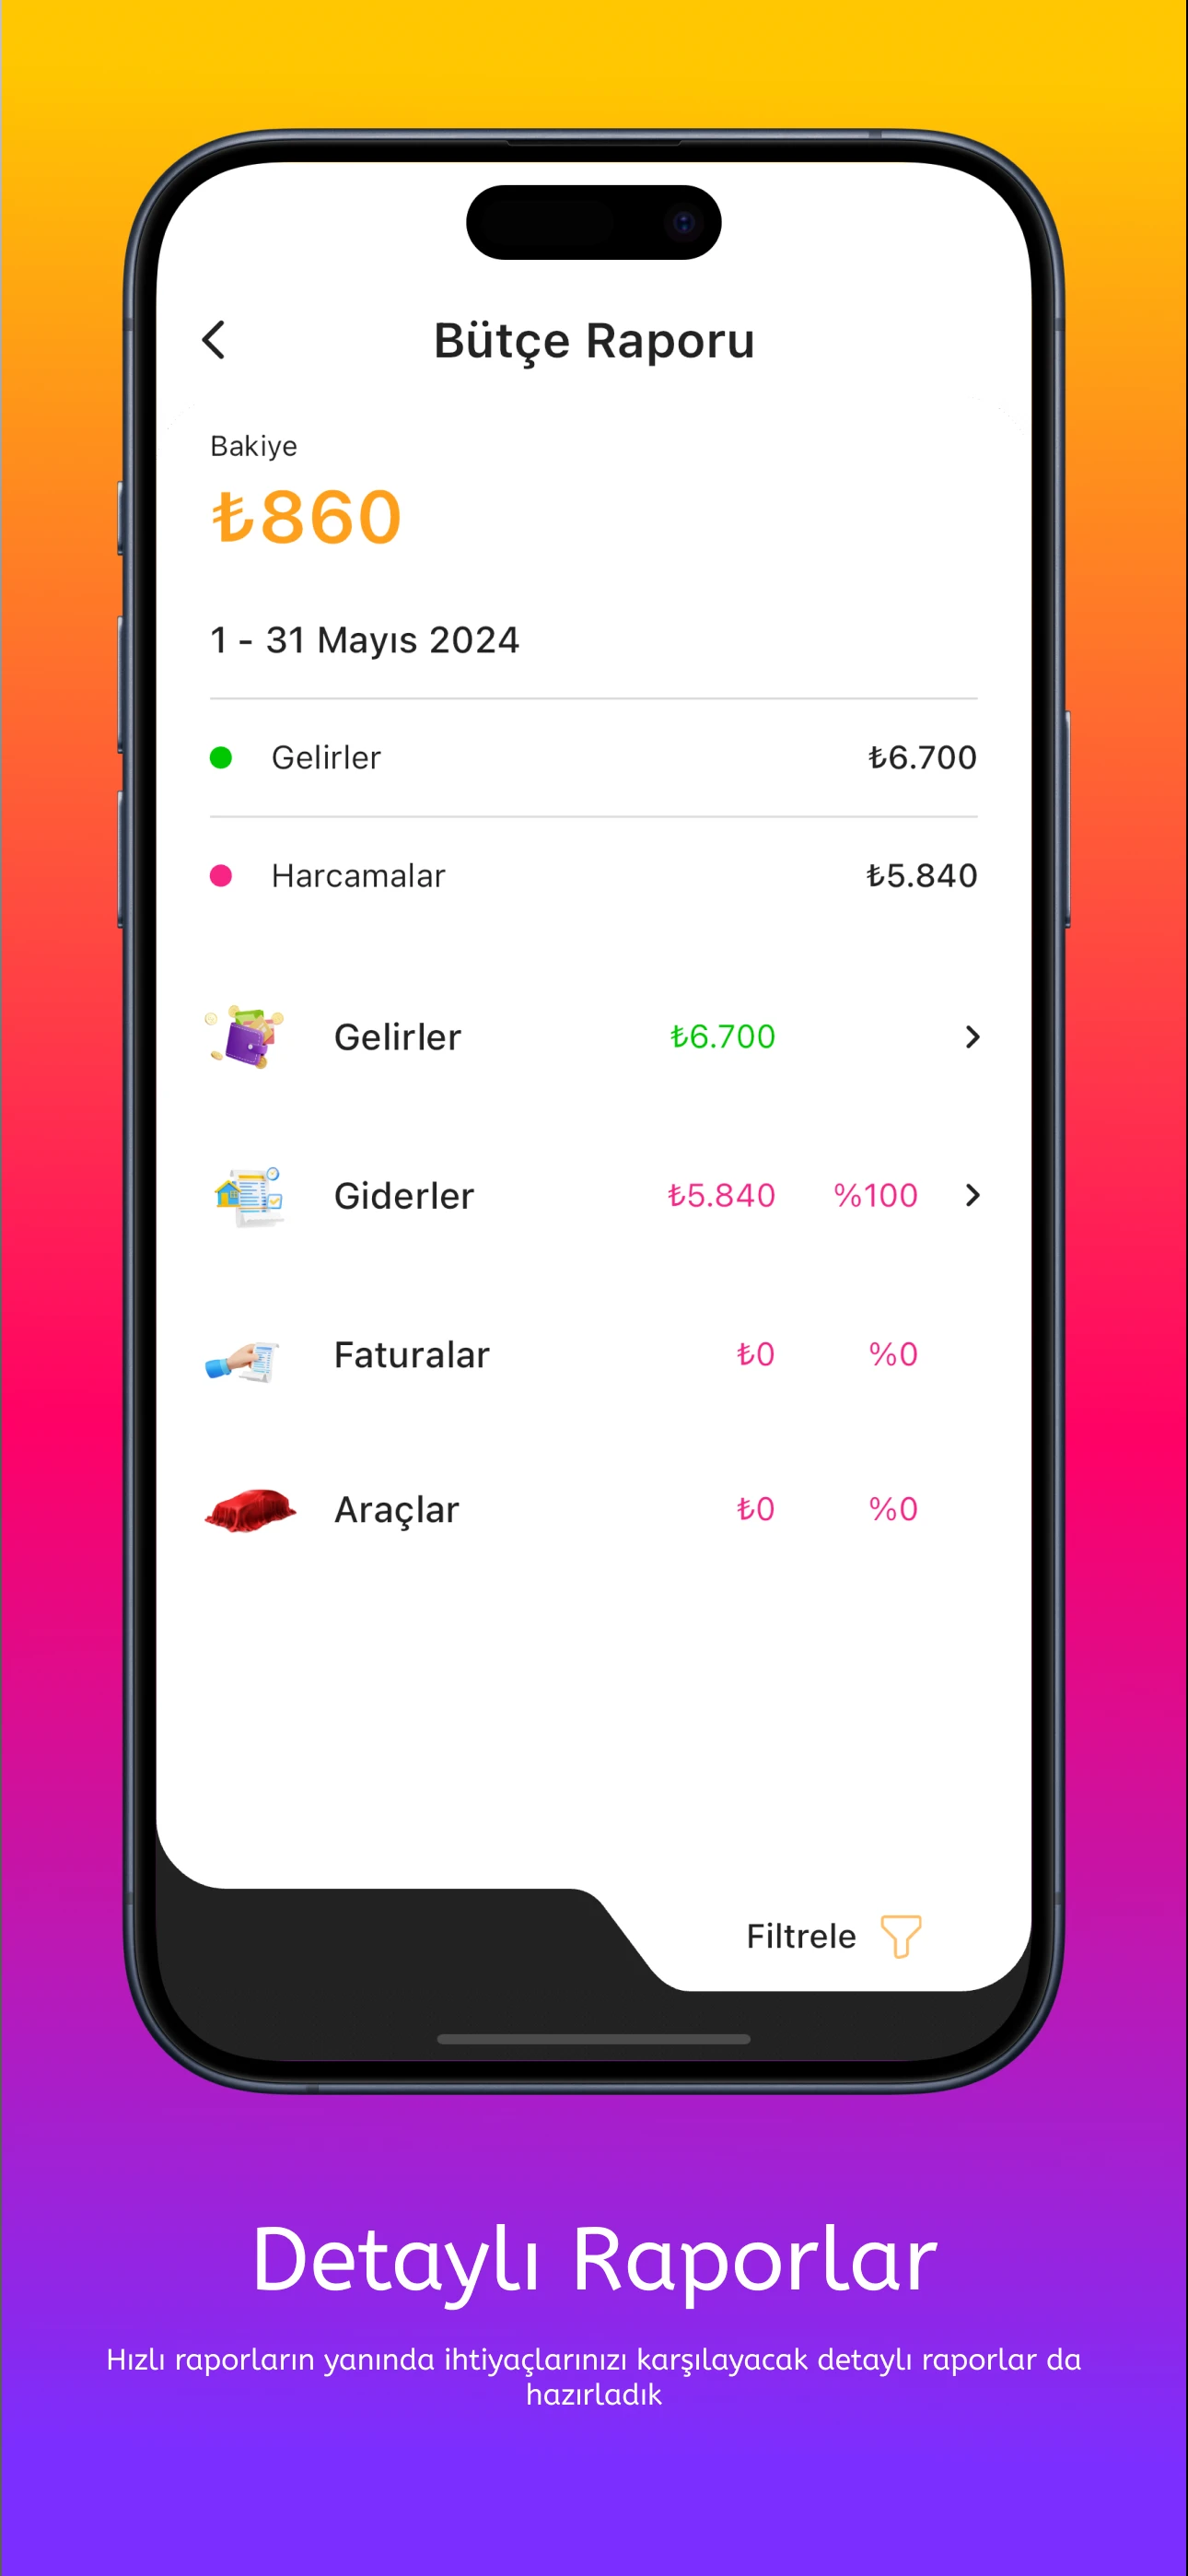 Bütçe Raporu
Bakiye
₺860
1 - 31 Mayıs 2024
Gelirler ₺6.700
Harcamalar ₺5.840
Gelirler ₺6.700
Giderler ₺5.840 %100
Faturalar ₺0 %0
Araçlar ₺0 %0
Filtrele
Detaylı Raporlar
Hızlı raporların yanında ihtiyaçlarınızı karşılayacak detaylı raporlar da
hazırladık